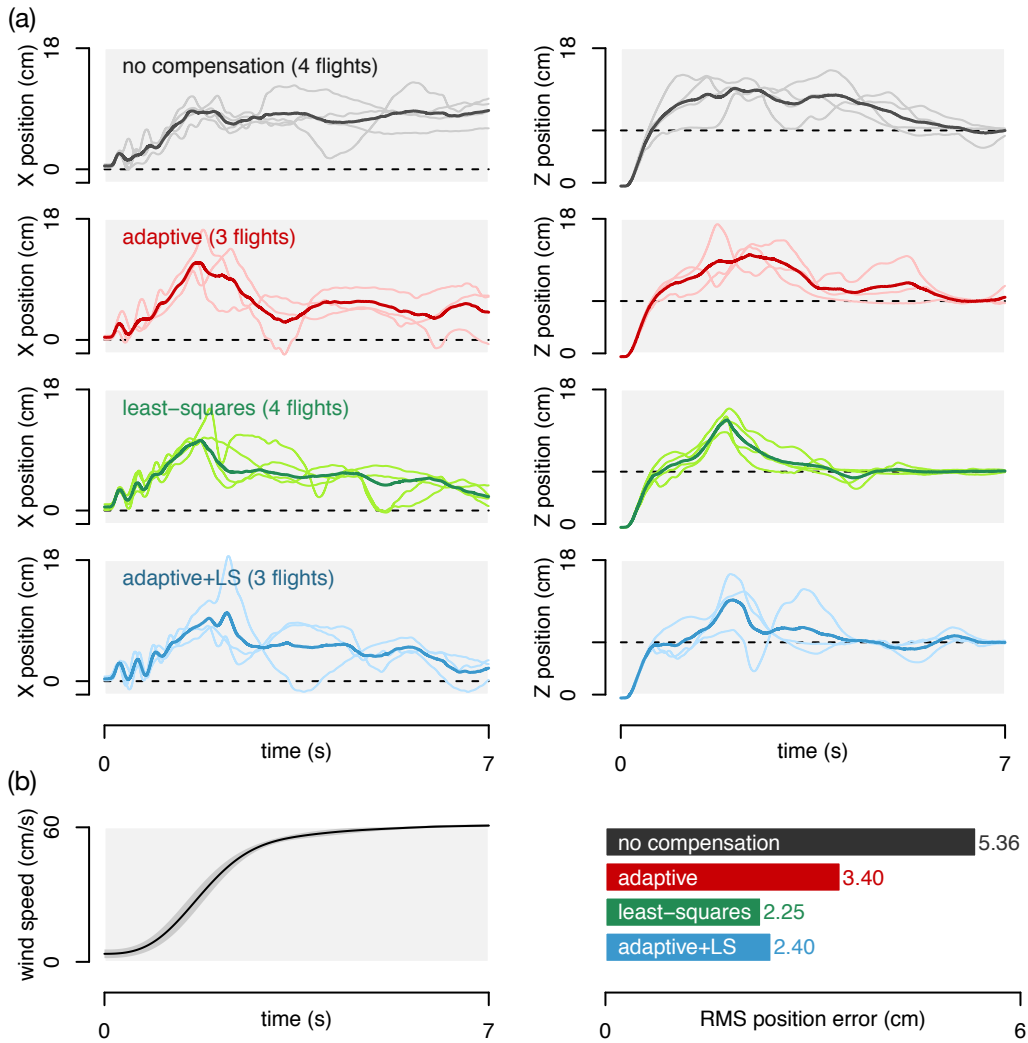 (a)
18
X position (cm)
0
no compensation (4 flights)
18
Z position (cm)
0
18
X position (cm)
0
adaptive (3 flights)
18
Z position (cm)
0
18
X position (cm)
0
least−squares (4 flights)
18
Z position (cm)
0
18
X position (cm)
0
adaptive+LS (3 flights)
18
Z position (cm)
0
0
time (s)
7
0
time (s)
7
(b)
60
wind speed (cm/s)
0
0
time (s)
7
no compensation
5.36
adaptive
3.40
least−squares
2.25
adaptive+LS
2.40
0
RMS position error (cm)
6